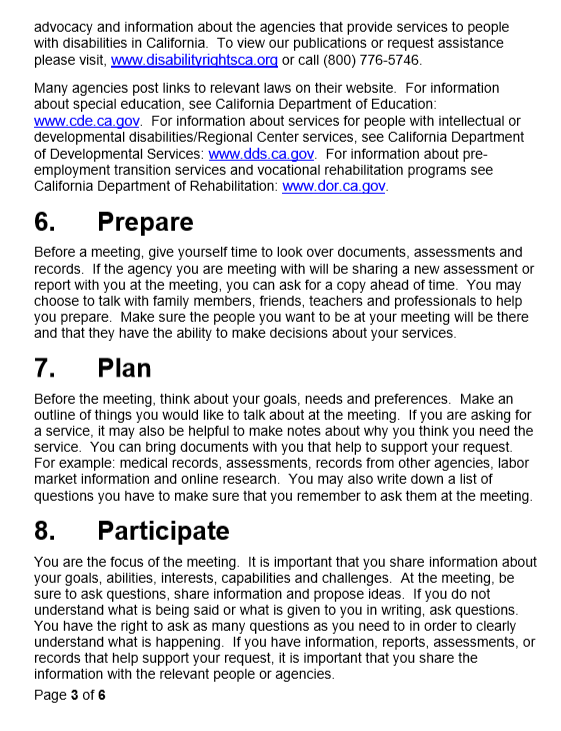 advocacy and information about the agencies that provide services to people
with disabilities in California.  To view our publications or request assistance
please visit, www.disabilityrightsca.org or call (800) 776-5746.
Many agencies post links to relevant laws on their website.  For information
about special education, see California Department of Education:
www.cde.ca.gov.  For information about services for people with intellectual or
developmental disabilities/Regional Center services, see California Department
of Developmental Services: www.dds.ca.gov.  For information about pre-
employment transition services and vocational rehabilitation programs see
California Department of Rehabilitation: www.dor.ca.gov.
6. Prepare
Before a meeting, give yourself time to look over documents, assessments and
records.  If the agency you are meeting with will be sharing a new assessment or
report with you at the meeting, you can ask for a copy ahead of time.  You may
choose to talk with family members, friends, teachers and professionals to help
you prepare.  Make sure the people you want to be at your meeting will be there
and that they have the ability to make decisions about your services.
7. Plan
Before the meeting, think about your goals, needs and preferences.  Make an
outline of things you would like to talk about at the meeting.  If you are asking for
a service, it may also be helpful to make notes about why you think you need the
service.  You can bring documents with you that help to support your request.
For example: medical records, assessments, records from other agencies, labor
market information and online research.  You may also write down a list of
questions you have to make sure that you remember to ask them at the meeting.
8. Participate
You are the focus of the meeting.  It is important that you share information about
your goals, abilities, interests, capabilities and challenges.  At the meeting, be
sure to ask questions, share information and propose ideas.  If you do not
understand what is being said or what is given to you in writing, ask questions.
You have the right to ask as many questions as you need to in order to clearly
understand what is happening.  If you have information, reports, assessments, or
records that help support your request, it is important that you share the
information with the relevant people or agencies.
Page 3 of 6